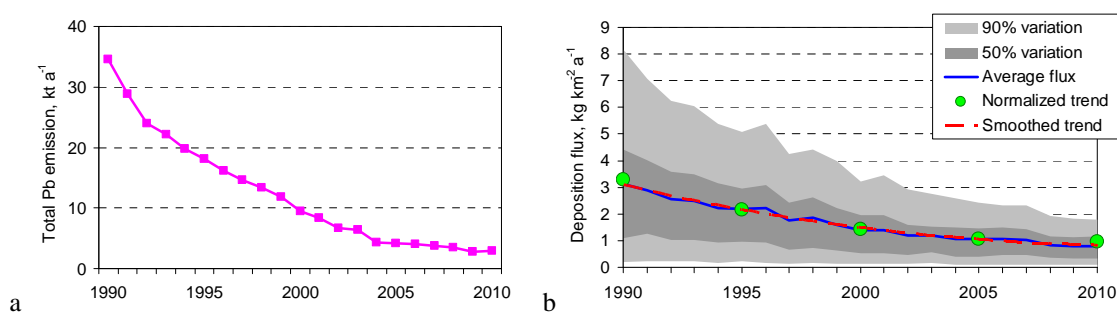 Total Pb emission, kt a-1
40
30
20
10
0
1990
1995
2000
2005
2010
a
Deposition flux, kg km-2 a-1
9
8
7
6
5
4
3
2
1
0
1990
1995
2000
2005
2010
90% variation
50% variation
Average flux
Normalized trend
Smoothed trend
b